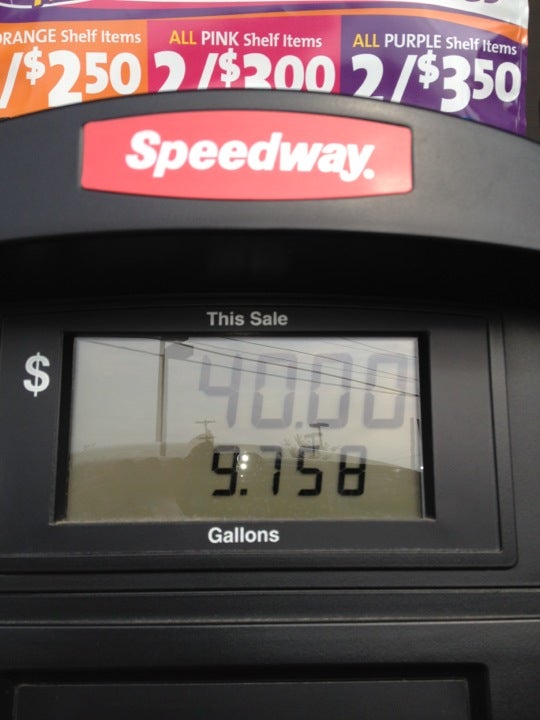 RANGE Shelf Items
/$250
ALL PINK Shelf Items
2/$300
ALL PURPLE Shelf Items
2/$350
Speedway.
This Sale
$ 40.00
9.758
Gallons